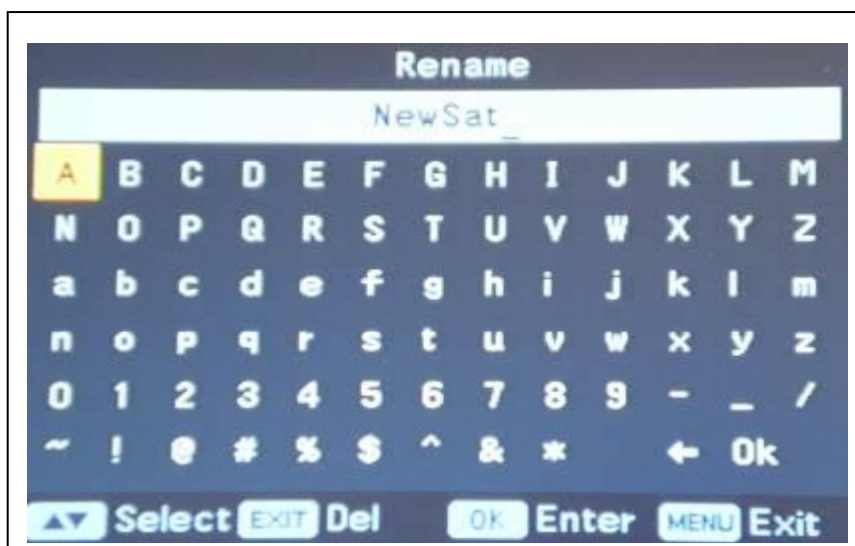 Rename
NewSat_
A B C D E F G H I J K L M
N O P Q R S T U V W X Y Z
a b c d e f g h i j k l m
n o p q r s t u v w x y z
0 1 2 3 4 5 6 7 8 9 - _ /
~ ! @ # % $ ^ & * ← Ok
▲▼ Select EXIT Del OK Enter MENU Exit